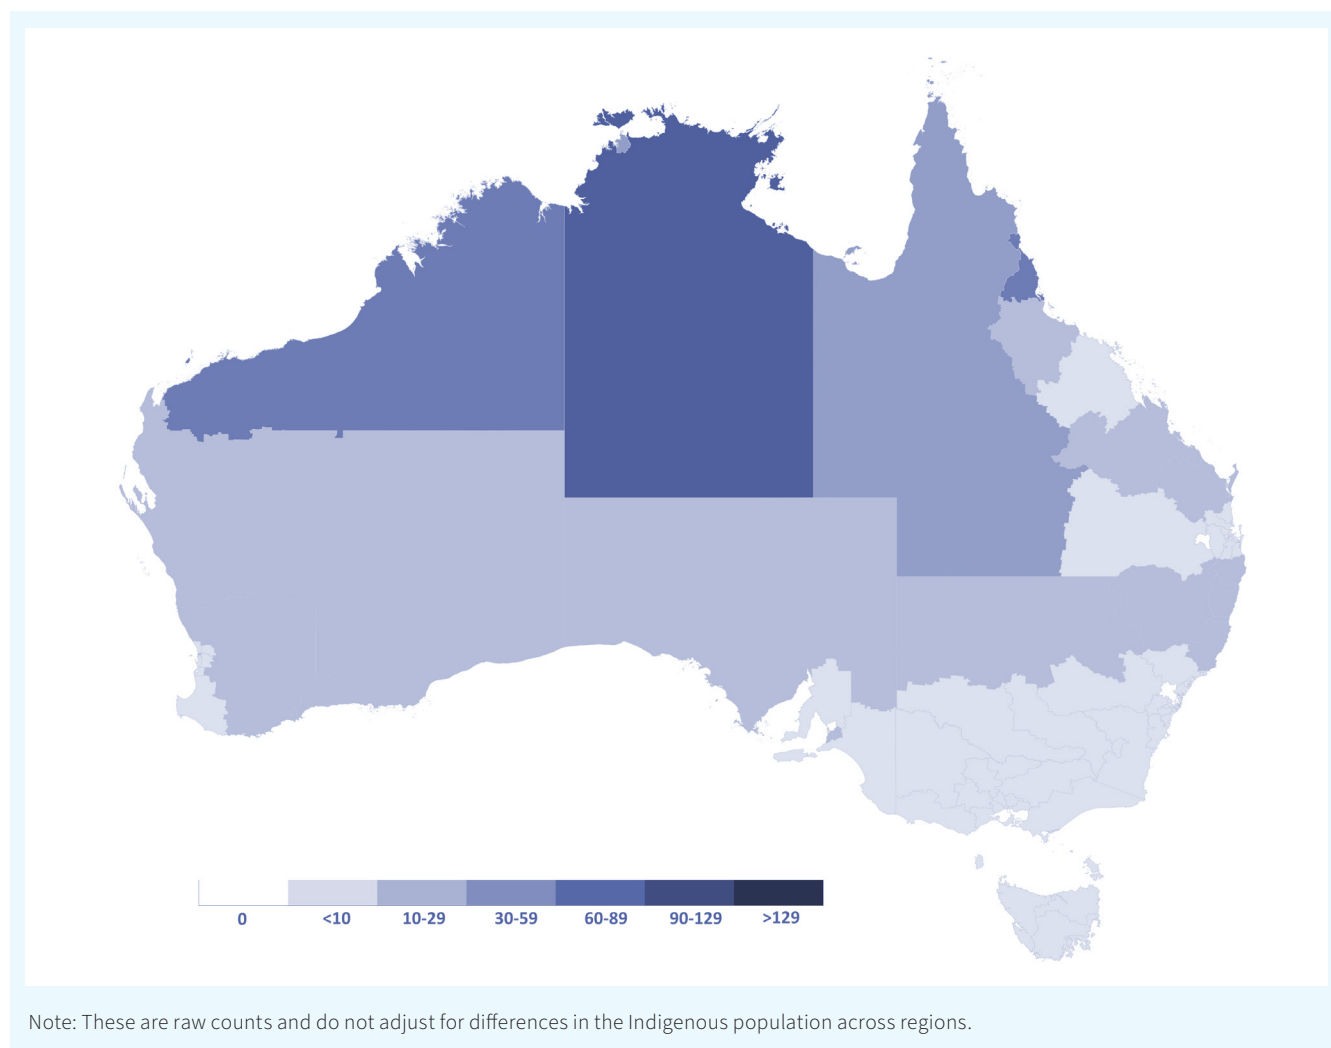 0 <10 10-29 30-59 60-89 90-129 >129
Note: These are raw counts and do not adjust for differences in the Indigenous population across regions.